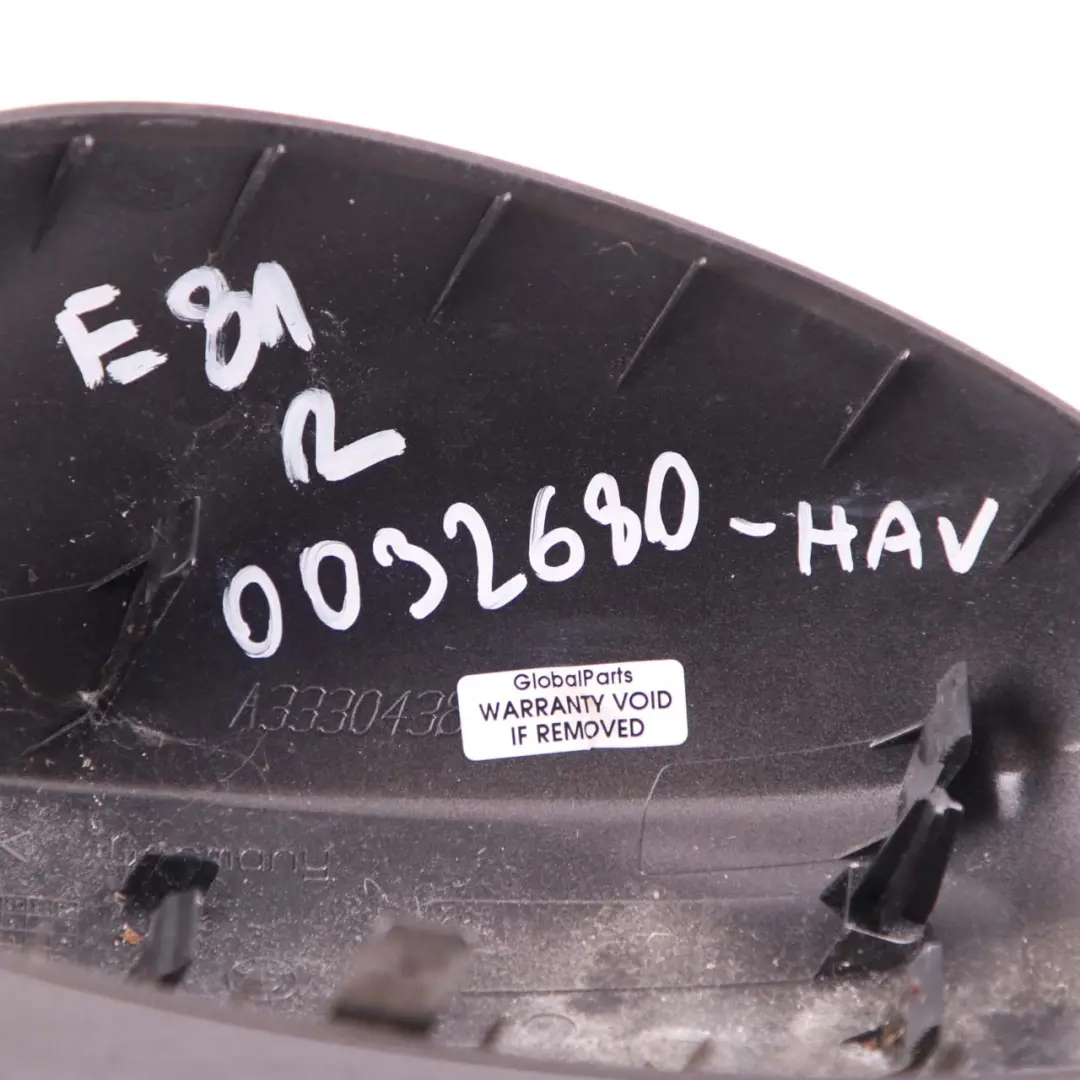 E81
R
0032680-HAV
GlobalParts
WARRANTY VOID
IF REMOVED
A3330438
Germany